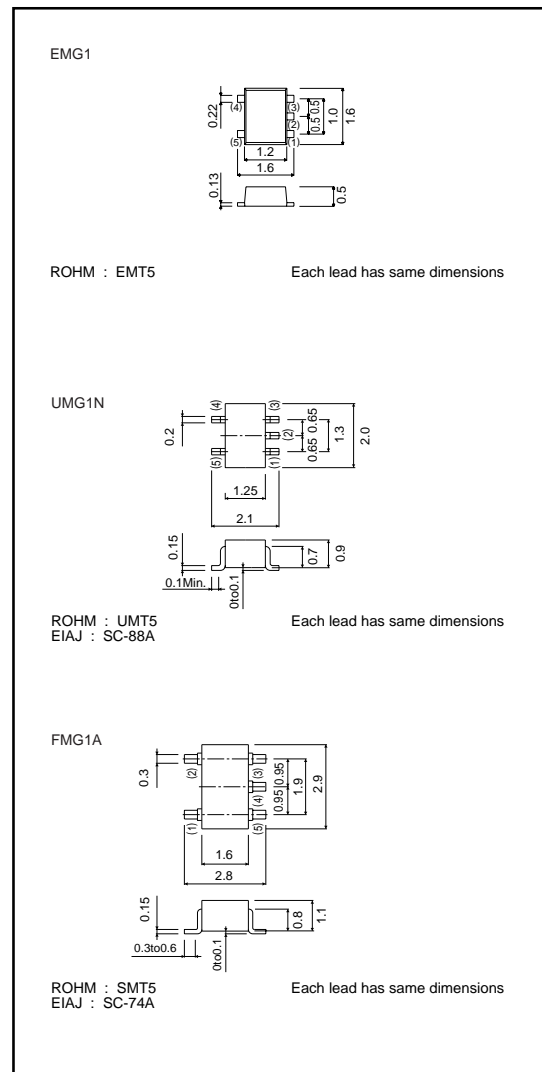 EMG1
0.22
(4)
(3)
(2)
(5)
(1)
0.5 0.5
1.0
1.6
1.2
1.6
0.13
0.5
ROHM : EMT5
Each lead has same dimensions
UMG1N
(4)
(3)
0.2
(2)
(5)
(1)
0.65
0.65
1.3
2.0
1.25
2.1
0.15
0.1Min.
0to0.1
0.7
0.9
ROHM : UMT5
Each lead has same dimensions
EIAJ : SC-88A
FMG1A
0.3
(2)
(3)
(4)
(1)
(5)
0.95
0.95
1.9
2.9
1.6
2.8
0.15
0.3to0.6
0to0.1
0.8
1.1
ROHM : SMT5
Each lead has same dimensions
EIAJ : SC-74A